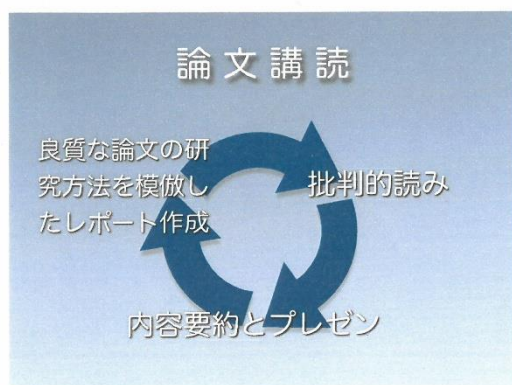 論文講読
良質な論文の研
究方法を模倣し
たレポート作成
批判的読み
内容要約とプレゼン